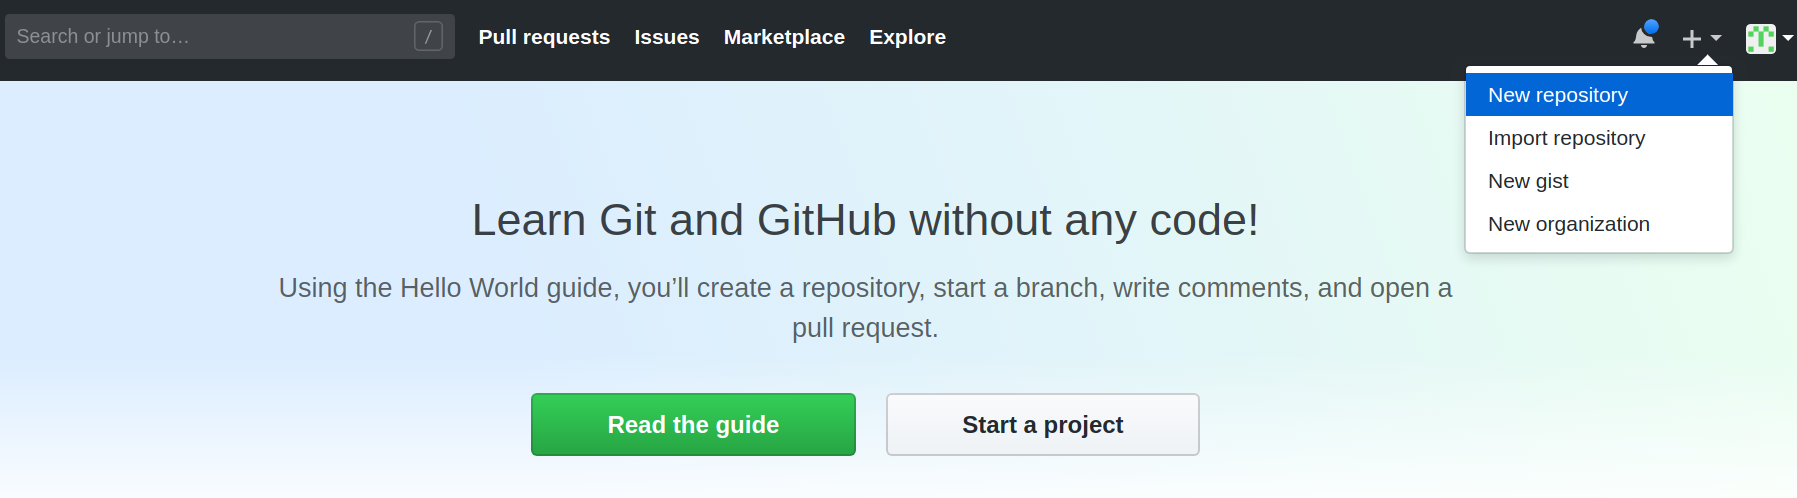 Search or jump to…
/
Pull requests
Issues
Marketplace
Explore
New repository
Import repository
New gist
New organization
Learn Git and GitHub without any code!
Using the Hello World guide, you’ll create a repository, start a branch, write comments, and open a
pull request.
Read the guide
Start a project